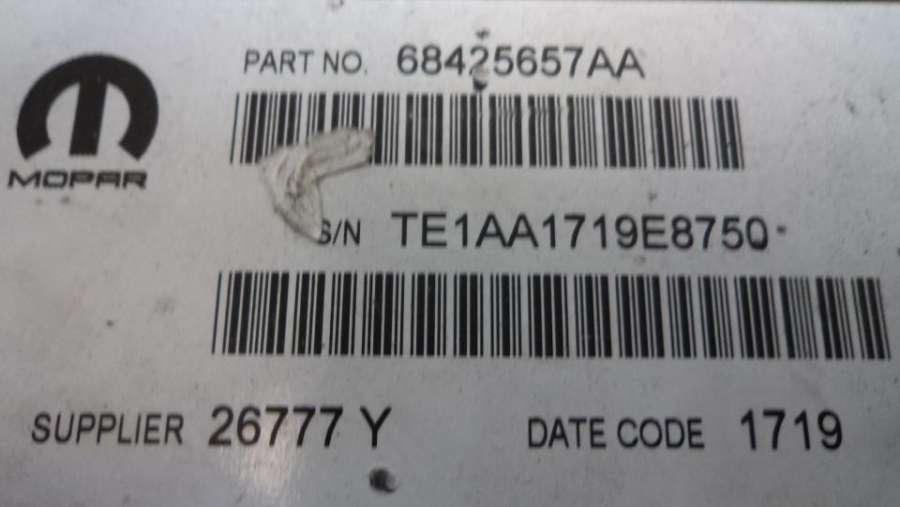 PART NO. 68425657AA
MOPAR
S/N TE1AA1719E8750
SUPPLIER 26777 Y
DATE CODE 1719